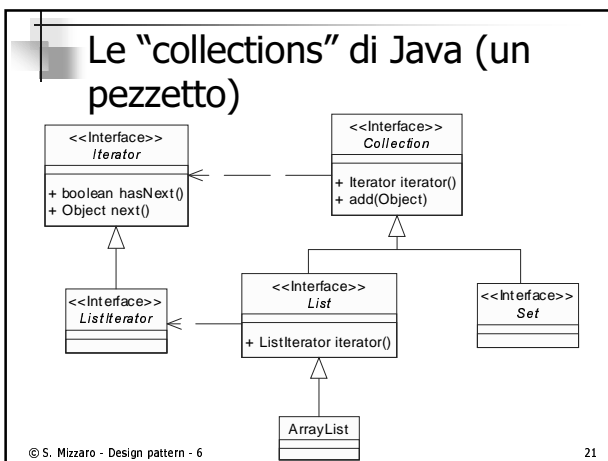 Le “collections” di Java (un
pezzetto)
<<Interface>>
Iterator
+ boolean hasNext()
+ Object next()
<<Interface>>
Collection
+ Iterator iterator()
+ add(Object)
<<Interface>>
ListIterator
<<Interface>>
List
+ ListIterator iterator()
<<Interface>>
Set
ArrayList
© S. Mizzaro - Design pattern - 6
21